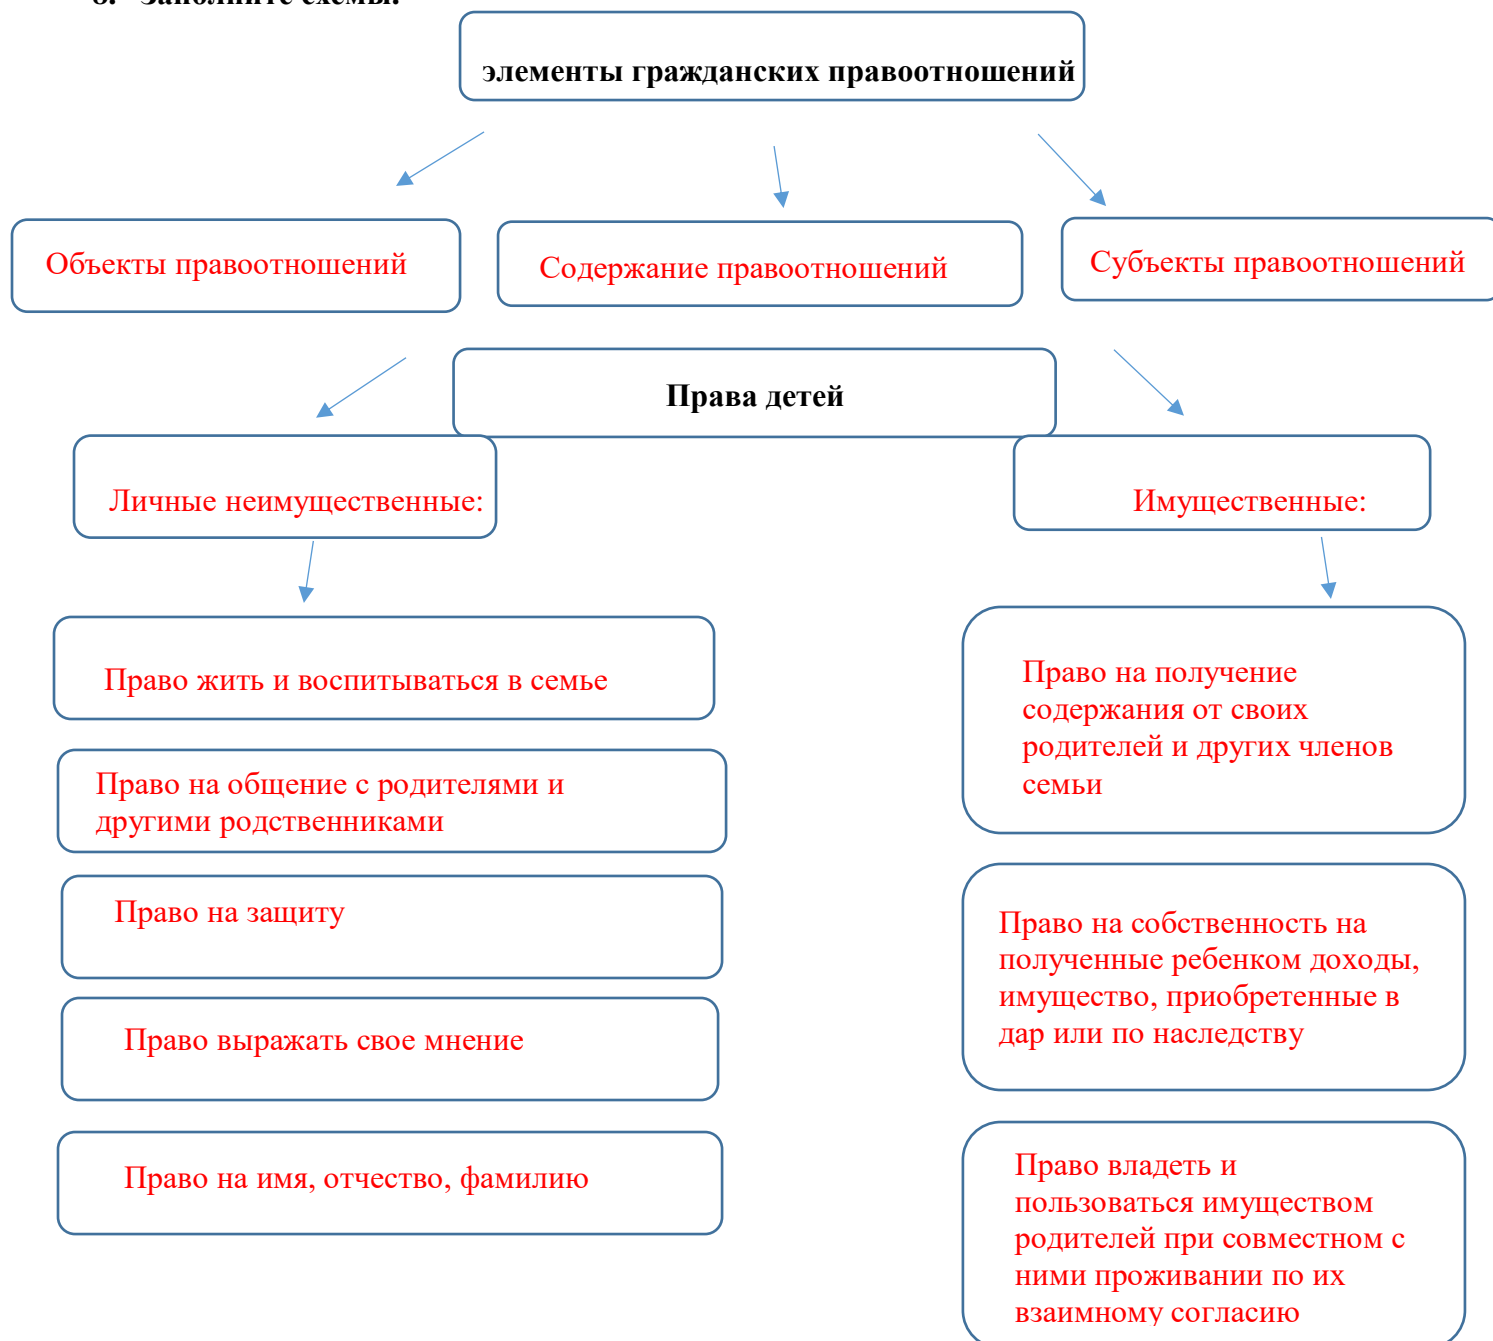 8. Заполните схемы.
элементы гражданских правоотношений
Объекты правоотношений
Содержание правоотношений
Субъекты правоотношений
Права детей
Личные неимущественные:
Имущественные:
Право жить и воспитываться в семье
Право на общение с родителями и
другими родственниками
Право на защиту
Право выражать свое мнение
Право на имя, отчество, фамилию
Право на получение
содержания от своих
родителей и других членов
семьи
Право на собственность на
полученные ребенком доходы,
имущество, приобретенные в
дар или по наследству
Право владеть и
пользоваться имуществом
родителей при совместном с
ними проживании по их
взаимному согласию